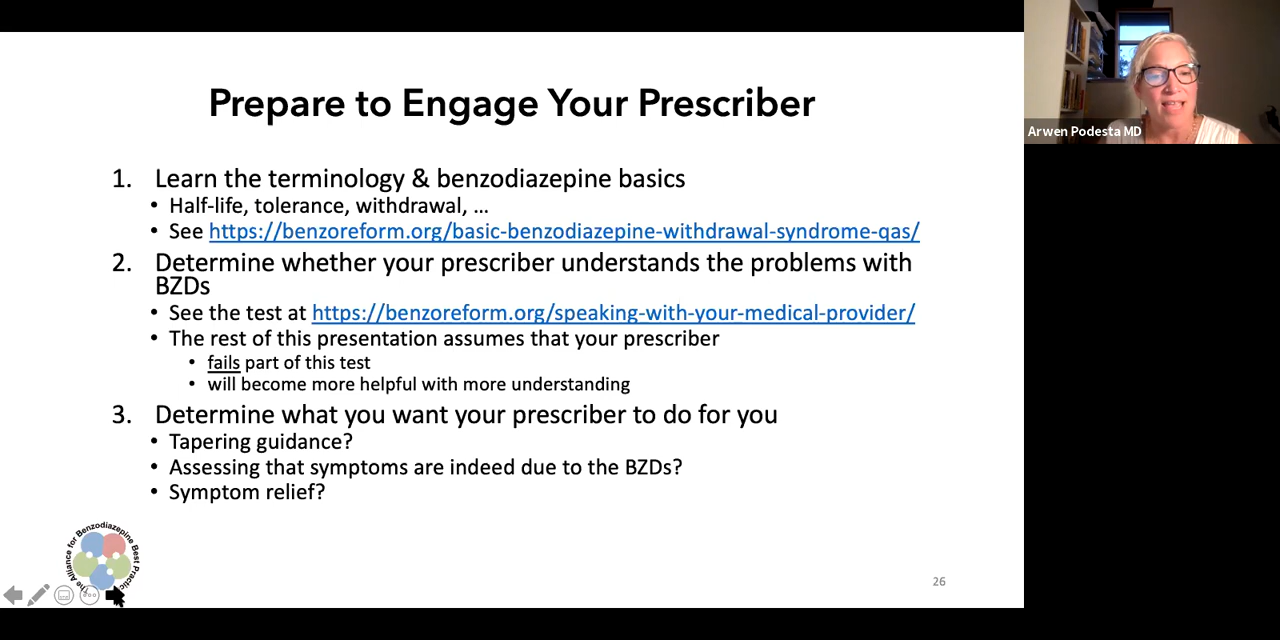 Prepare to Engage Your Prescriber
Arwen Podesta MD
1. Learn the terminology & benzodiazepine basics
• Half-life, tolerance, withdrawal, ...
• See https://benzoreform.org/basic-benzodiazepine-withdrawal-syndrome-qas/
2. Determine whether your prescriber understands the problems with
BZDs
• See the test at https://benzoreform.org/speaking-with-your-medical-provider/
• The rest of this presentation assumes that your prescriber
• fails part of this test
• will become more helpful with more understanding
3. Determine what you want your prescriber to do for you
• Tapering guidance?
• Assessing that symptoms are indeed due to the BZDs?
• Symptom relief?
The Alliance for Benzodiazepine Best
26